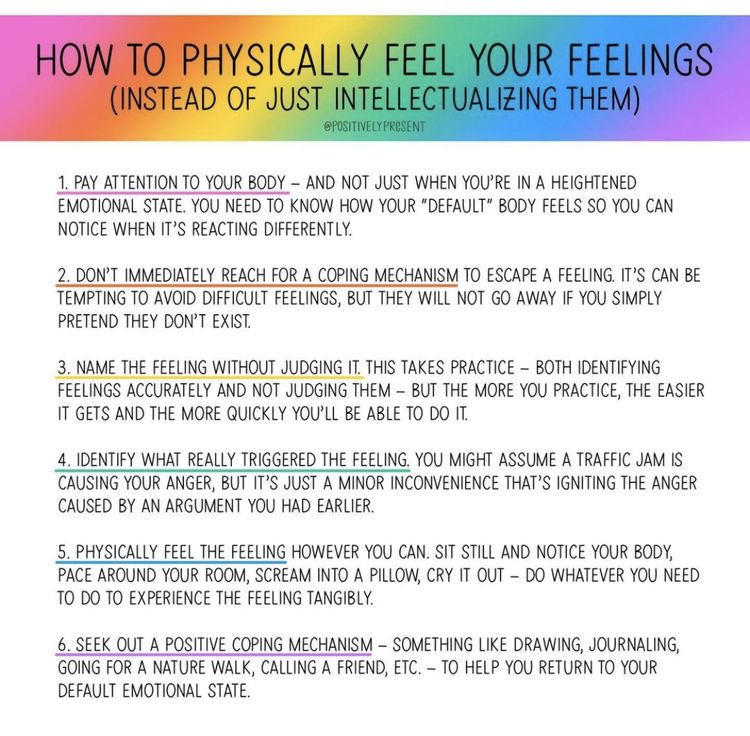 HOW TO PHYSICALLY FEEL YOUR FEELINGS
(INSTEAD OF JUST INTELLECTUALIZING THEM)
@POSITIVELYPRESENT
1. PAY ATTENTION TO YOUR BODY – AND NOT JUST WHEN YOU'RE IN A HEIGHTENED
EMOTIONAL STATE. YOU NEED TO KNOW HOW YOUR "DEFAULT" BODY FEELS SO YOU CAN
NOTICE WHEN IT'S REACTING DIFFERENTLY.
2. DON'T IMMEDIATELY REACH FOR A COPING MECHANISM TO ESCAPE A FEELING. IT'S CAN BE
TEMPTING TO AVOID DIFFICULT FEELINGS, BUT THEY WILL NOT GO AWAY IF YOU SIMPLY
PRETEND THEY DON'T EXIST.
3. NAME THE FEELING WITHOUT JUDGING IT. THIS TAKES PRACTICE – BOTH IDENTIFYING
FEELINGS ACCURATELY AND NOT JUDGING THEM – BUT THE MORE YOU PRACTICE, THE EASIER
IT GETS AND THE MORE QUICKLY YOU'LL BE ABLE TO DO IT.
4. IDENTIFY WHAT REALLY TRIGGERED THE FEELING. YOU MIGHT ASSUME A TRAFFIC JAM IS
CAUSING YOUR ANGER, BUT IT'S JUST A MINOR INCONVENIENCE THAT'S IGNITING THE ANGER
CAUSED BY AN ARGUMENT YOU HAD EARLIER.
5. PHYSICALLY FEEL THE FEELING HOWEVER YOU CAN. SIT STILL AND NOTICE YOUR BODY,
PACE AROUND YOUR ROOM, SCREAM INTO A PILLOW, CRY IT OUT – DO WHATEVER YOU NEED
TO DO TO EXPERIENCE THE FEELING TANGIBLY.
6. SEEK OUT A POSITIVE COPING MECHANISM – SOMETHING LIKE DRAWING, JOURNALING,
GOING FOR A NATURE WALK, CALLING A FRIEND, ETC. – TO HELP YOU RETURN TO YOUR
DEFAULT EMOTIONAL STATE.